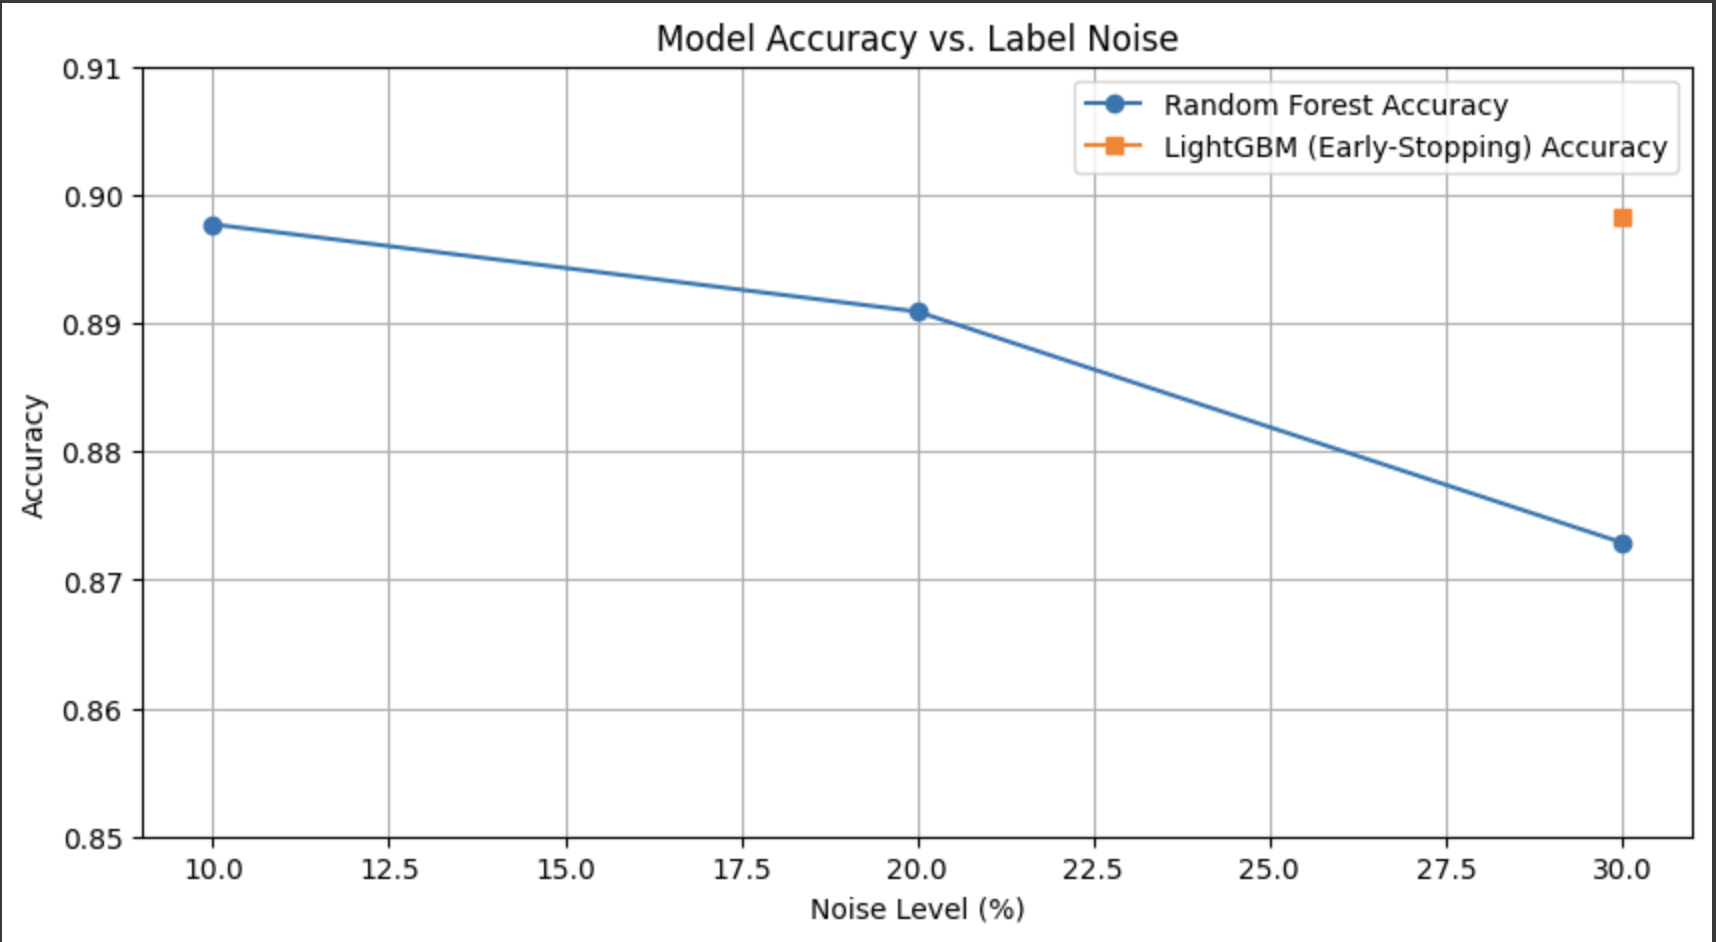 Model Accuracy vs. Label Noise
Random Forest Accuracy
LightGBM (Early-Stopping) Accuracy
0.91
0.90
0.89
0.88
0.87
0.86
0.85
Accuracy
10.0 12.5 15.0 17.5 20.0 22.5 25.0 27.5 30.0
Noise Level (%)